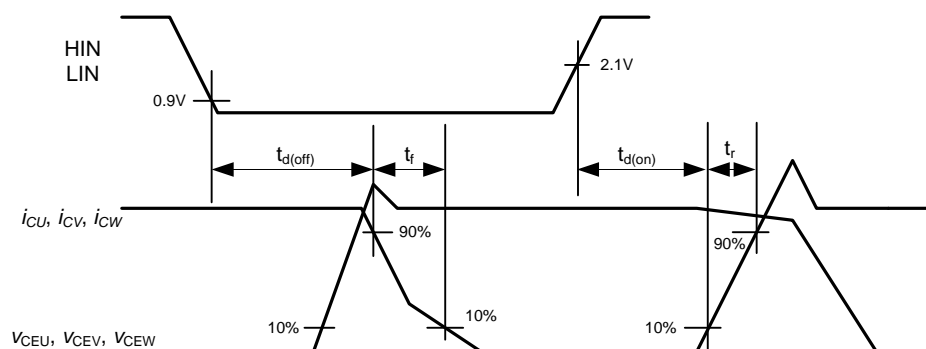 HIN
LIN
2.1V
0.9V
td(off)
tf
td(on)
tr
iCU, iCV, iCW
90%
90%
10%
10%
10%
vCEU, vCEV, vCEW